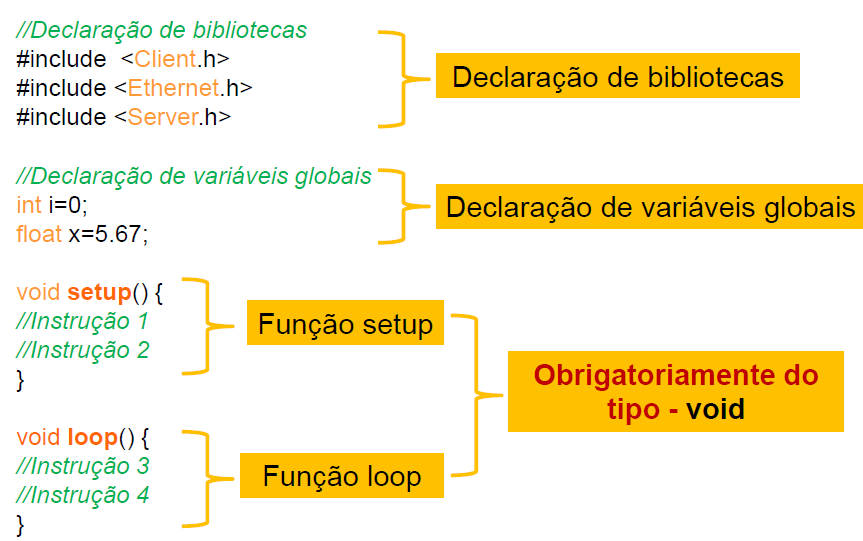 //Declaração de bibliotecas
#include  <Client.h>
#include <Ethernet.h>
#include <Server.h>
Declaração de bibliotecas
//Declaração de variáveis globais
int i=0;
float x=5.67;
Declaração de variáveis globais
void setup() {
//Instrução 1
//Instrução 2
}
Função setup
void loop() {
//Instrução 3
//Instrução 4
}
Função loop
Obrigatoriamente do
tipo - void